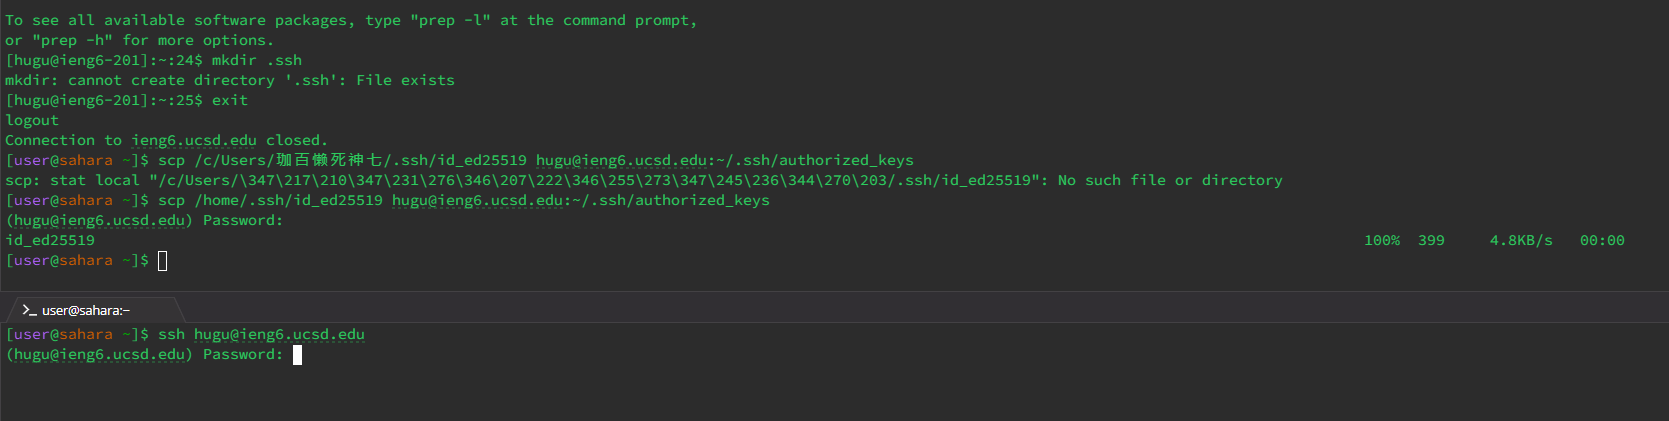 To see all available software packages, type "prep -l" at the command prompt,
or "prep -h" for more options.
[hugu@ieng6-201]:~:24$ mkdir .ssh
mkdir: cannot create directory '.ssh': File exists
[hugu@ieng6-201]:~:25$ exit
logout
Connection to ieng6.ucsd.edu closed.
[user@sahara ~]$ scp /c/Users/珈百懒死神七/.ssh/id_ed25519 hugu@ieng6.ucsd.edu:~/.ssh/authorized_keys
scp: stat local "/c/Users/\347\217\210\347\231\276\346\207\222\346\255\273\347\245\236\344\270\203/.ssh/id_ed25519": No such file or directory
[user@sahara ~]$ scp /home/.ssh/id_ed25519 hugu@ieng6.ucsd.edu:~/.ssh/authorized_keys
(hugu@ieng6.ucsd.edu) Password:
id_ed25519 100% 399 4.8KB/s 00:00
[user@sahara ~]$
>_ user@sahara:~
[user@sahara ~]$ ssh hugu@ieng6.ucsd.edu
(hugu@ieng6.ucsd.edu) Password: